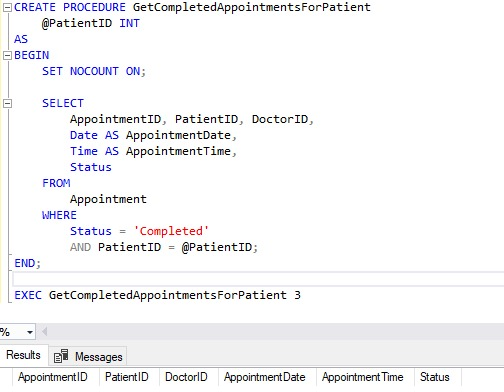 CREATE PROCEDURE GetCompletedAppointmentsForPatient
@PatientID INT
AS
BEGIN
SET NOCOUNT ON;
SELECT
AppointmentID, PatientID, DoctorID,
Date AS AppointmentDate,
Time AS AppointmentTime,
Status
FROM
Appointment
WHERE
Status = 'Completed'
AND PatientID = @PatientID;
END;
EXEC GetCompletedAppointmentsForPatient 3
%
Results Messages
AppointmentID PatientID DoctorID AppointmentDate AppointmentTime Status